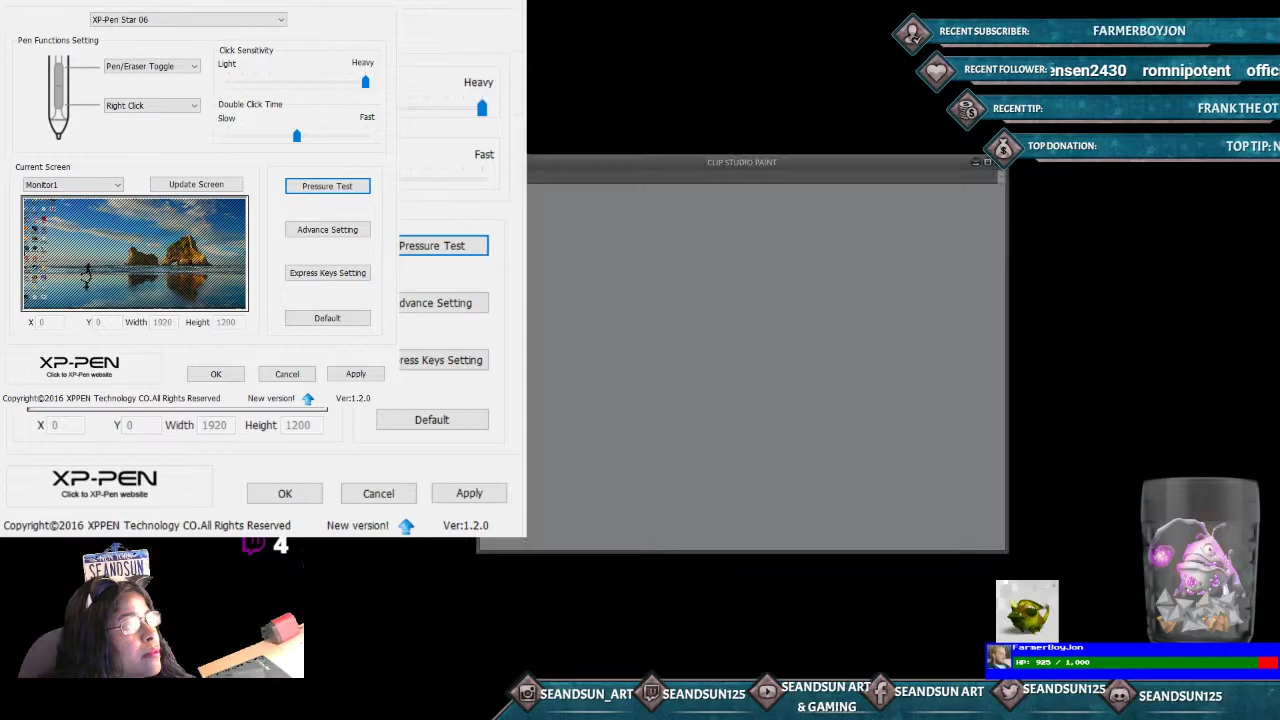 XP-Pen Star 06
Pen Functions Setting
Pen/Eraser Toggle
Right Click
Click Sensitivity
Light
Heavy
Double Click Time
Slow
Fast
Current Screen
Monitor1
Update Screen
Pressure Test
Advance Setting
Express Keys Setting
Default
X 0 Y 0 Width 1920 Height 1200
XP-PEN
Click to XP-Pen website
OK Cancel Apply
Copyright©2016 XPPEN Technology CO.All Rights Reserved New version! Ver:1.2.0
Heavy
Fast
Pressure Test
dvance Setting
ress Keys Setting
Default
X 0 Y 0 Width 1920 Height 1200
XP-PEN
Click to XP-Pen website
OK Cancel Apply
Copyright©2016 XPPEN Technology CO.All Rights Reserved New version! Ver:1.2.0
CLIP STUDIO PAINT
RECENT SUBSCRIBER: FARMERBOYJON
RECENT FOLLOWER: ensen2430 romnipotent offic
RECENT TIP: FRANK THE OT
TOP DONATION: TOP TIP: N
4
SEANDSUN
FarmerBoyJon
HP: 925 / 1,000
SEANDSUN_ART
SEANDSUN125
SEANDSUN ART
& GAMING
SEANDSUN ART
SEANDSUN125
SEANDSUN125